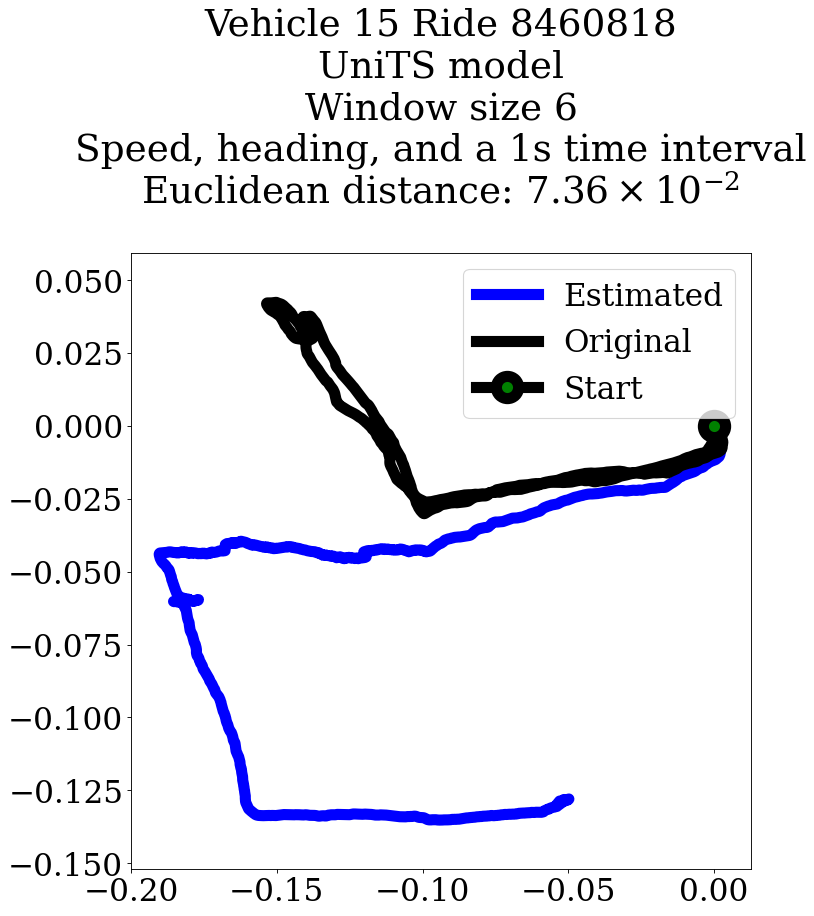 Vehicle 15 Ride 8460818
UniTS model
Window size 6
Speed, heading, and a 1s time interval
Euclidean distance: 7.36 × 10⁻²
Estimated
Original
Start
0.050
0.025
0.000
−0.025
−0.050
−0.075
−0.100
−0.125
−0.150
−0.20 −0.15 −0.10 −0.05 0.00